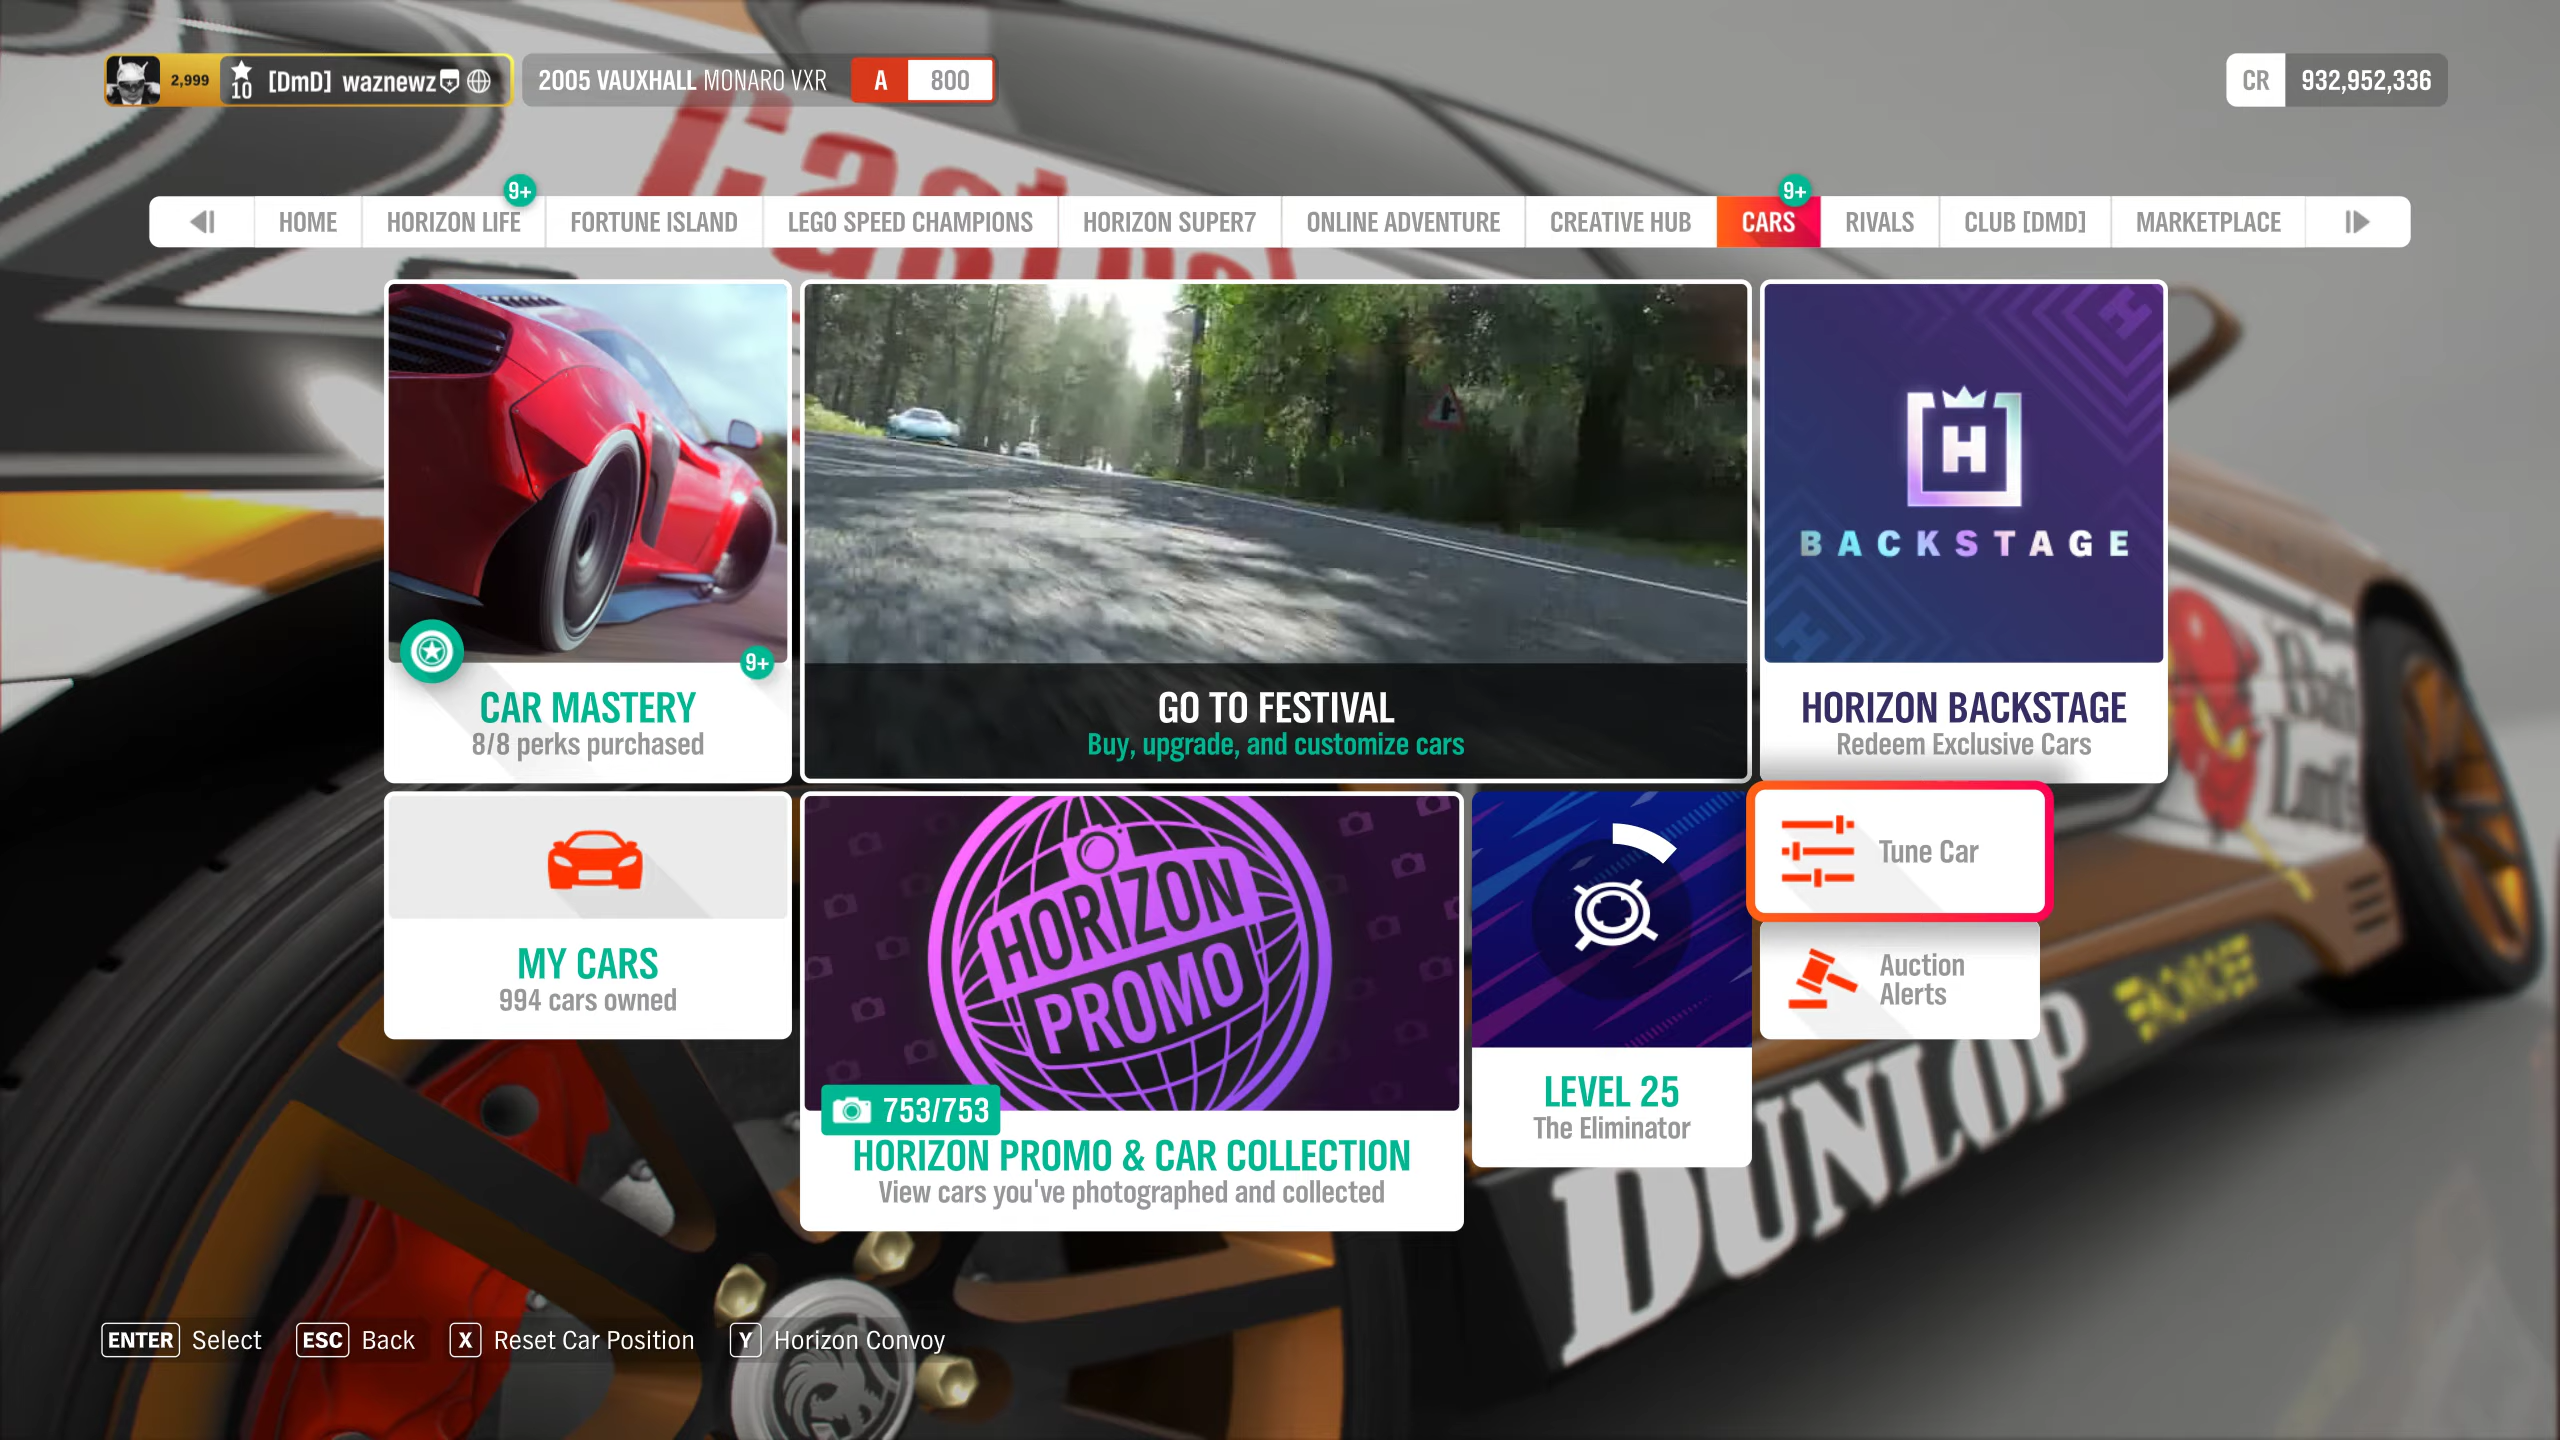 2,999
10
[DmD] waznewz
2005 VAUXHALL MONARO VXR
A 800
CR 932,952,336
9+
9+
HOME
HORIZON LIFE
FORTUNE ISLAND
LEGO SPEED CHAMPIONS
HORIZON SUPER7
ONLINE ADVENTURE
CREATIVE HUB
CARS
RIVALS
CLUB [DMD]
MARKETPLACE
Castrol
9+
CAR MASTERY
8/8 perks purchased
GO TO FESTIVAL
Buy, upgrade, and customize cars
H
BACKSTAGE
HORIZON BACKSTAGE
Redeem Exclusive Cars
MY CARS
994 cars owned
HORIZON
PROMO
753/753
HORIZON PROMO & CAR COLLECTION
View cars you've photographed and collected
LEVEL 25
The Eliminator
Tune Car
Auction
Alerts
DUNLOP
ENTER Select
ESC Back
X Reset Car Position
Y Horizon Convoy